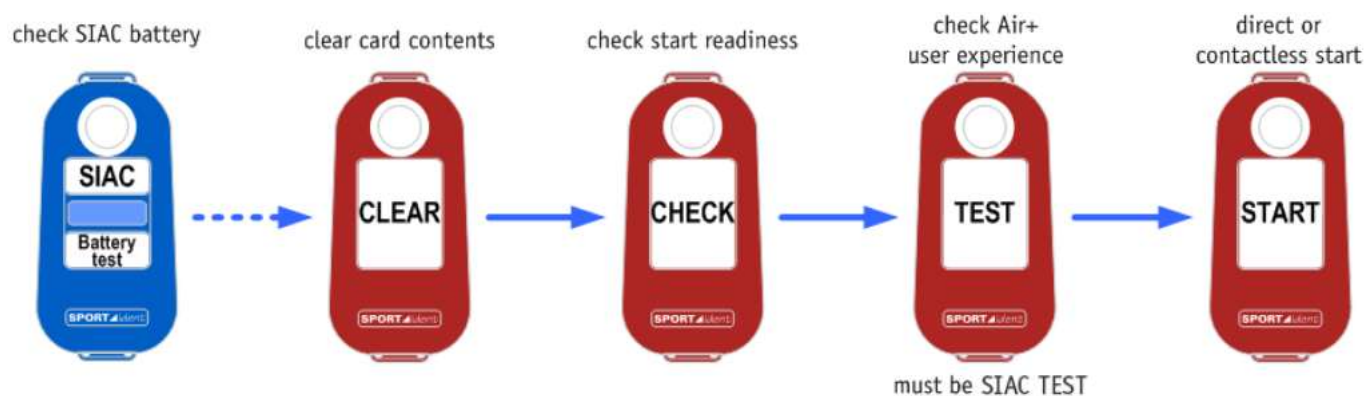 check SIAC battery
clear card contents
check start readiness
check Air+
user experience
direct or
contactless start
SIAC
Battery
test
SPORTident
CLEAR
SPORTident
CHECK
SPORTident
TEST
SPORTident
must be SIAC TEST
START
SPORTident